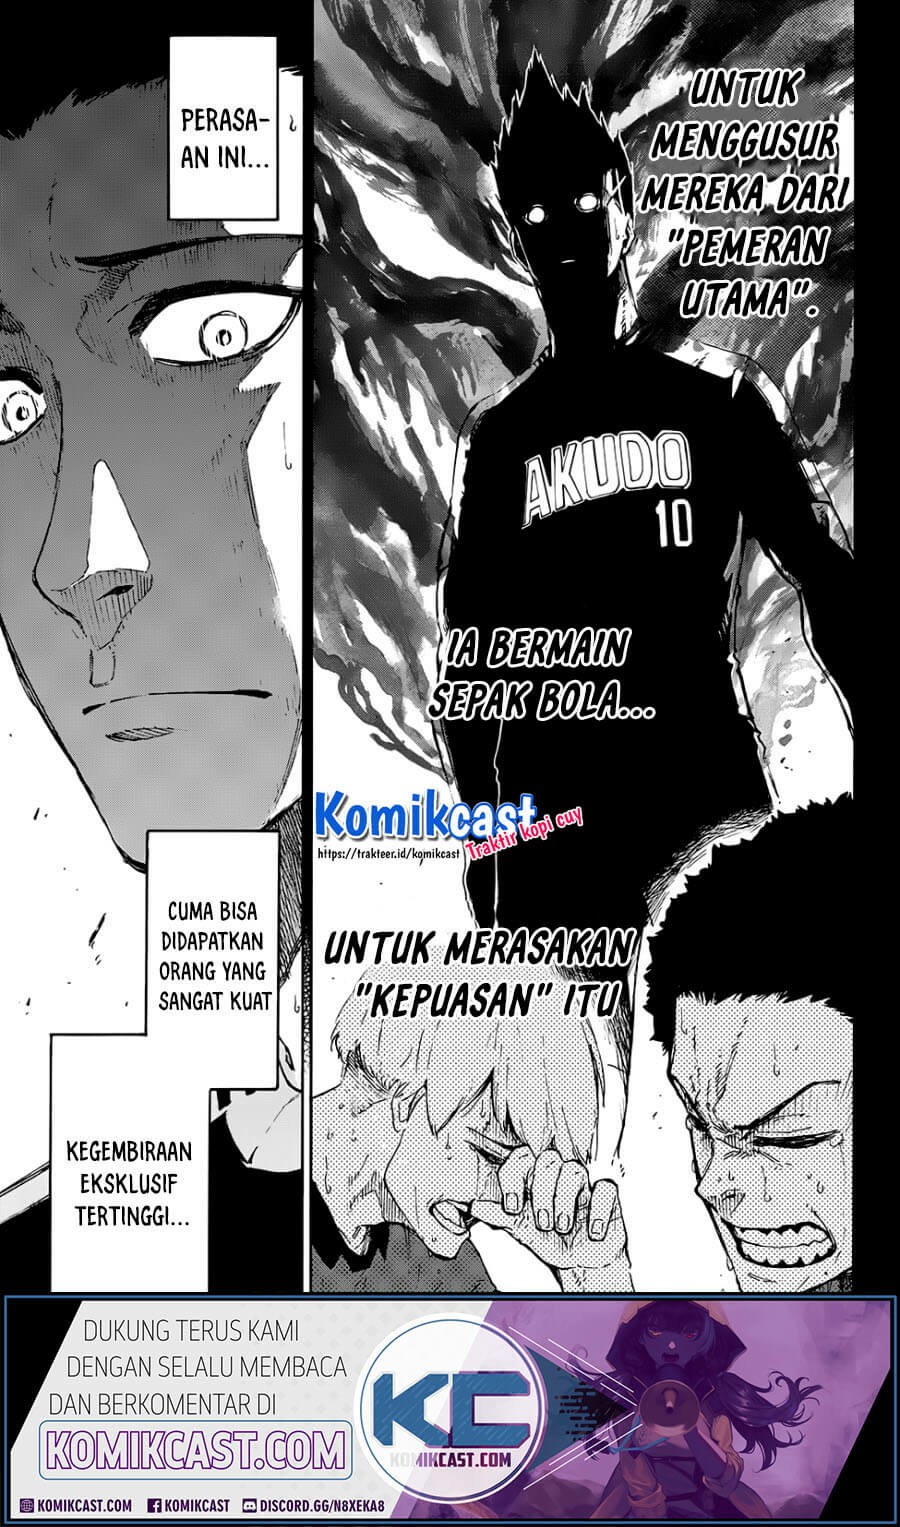 UNTUK
MENGGUSUR
MEREKA DARI
"PEMERAN
UTAMA".
AKUDO
10
IA BERMAIN
SEPAK BOLA...
Komikcast
Traktir kopi cuy
https://trakteer.id/komikcast
UNTUK MERASAKAN
"KEPUASAN" ITU
PERASA-
AN INI...
CUMA BISA
DIDAPATKAN
ORANG YANG
SANGAT KUAT
KEGEMBIRAAN
EKSKLUSIF
TERTINGGI...
DUKUNG TERUS KAMI
DENGAN SELALU MEMBACA
DAN BERKOMENTAR DI
KOMIKCAST.COM
KOMIKCAST.COM KOMIKCAST DISCORD.GG/N8XEKA8
KC
KOMIKCAST.COM